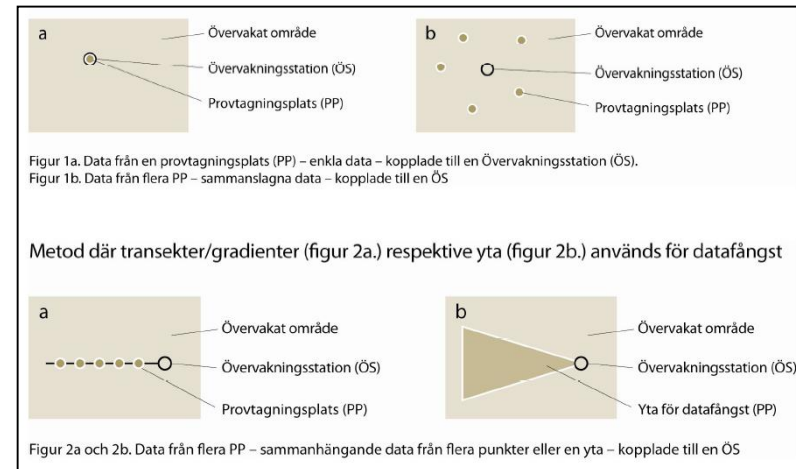 a
Övervakat område
Övervakningsstation (ÖS)
Provtagningsplats (PP)
b
Övervakat område
Övervakningsstation (ÖS)
Provtagningsplats (PP)
Figur 1a. Data från en provtagningsplats (PP) – enkla data – kopplade till en Övervakningsstation (ÖS).
Figur 1b. Data från flera PP – sammanslagna data – kopplade till en ÖS
Metod där transekter/gradienter (figur 2a.) respektive yta (figur 2b.) används för datafångst
a
Övervakat område
Övervakningsstation (ÖS)
Provtagningsplats (PP)
b
Övervakat område
Övervakningsstation (ÖS)
Yta för datafångst (PP)
Figur 2a och 2b. Data från flera PP – sammanhängande data från flera punkter eller en yta – kopplade till en ÖS